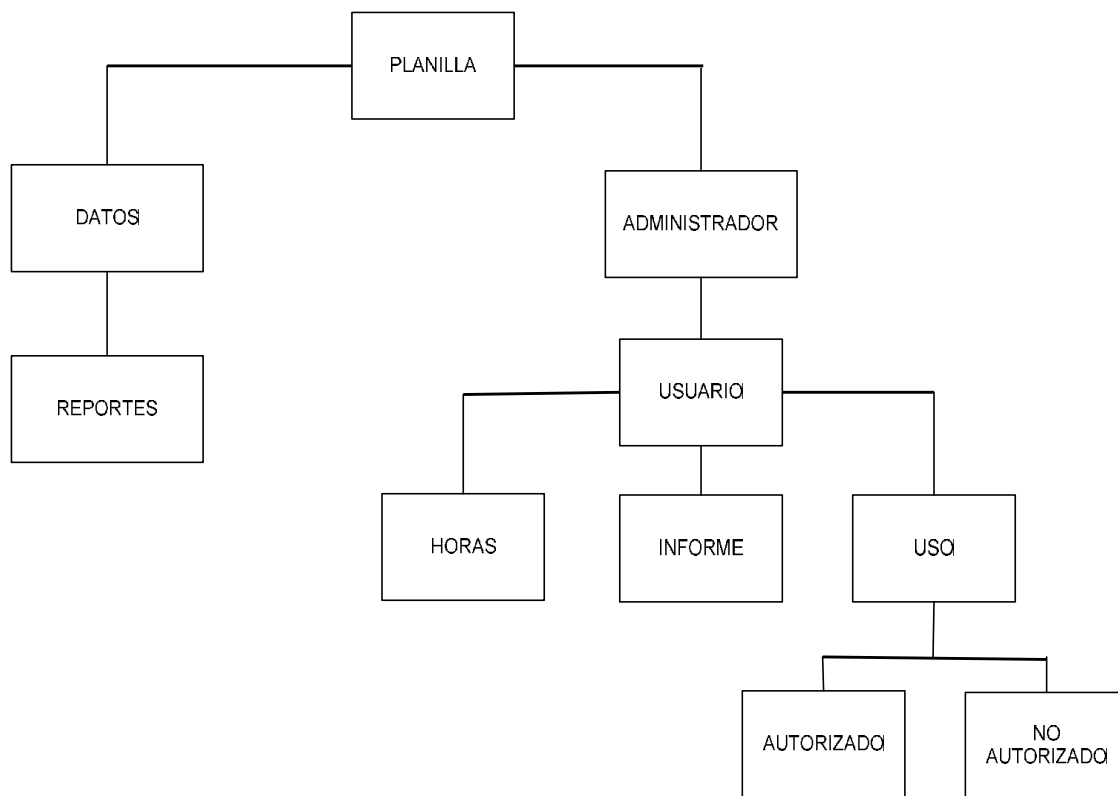 PLANILLA
DATOS
ADMINISTRADOR
REPORTES
USUARIO
HORAS
INFORME
USO
AUTORIZADO
NO
AUTORIZADO